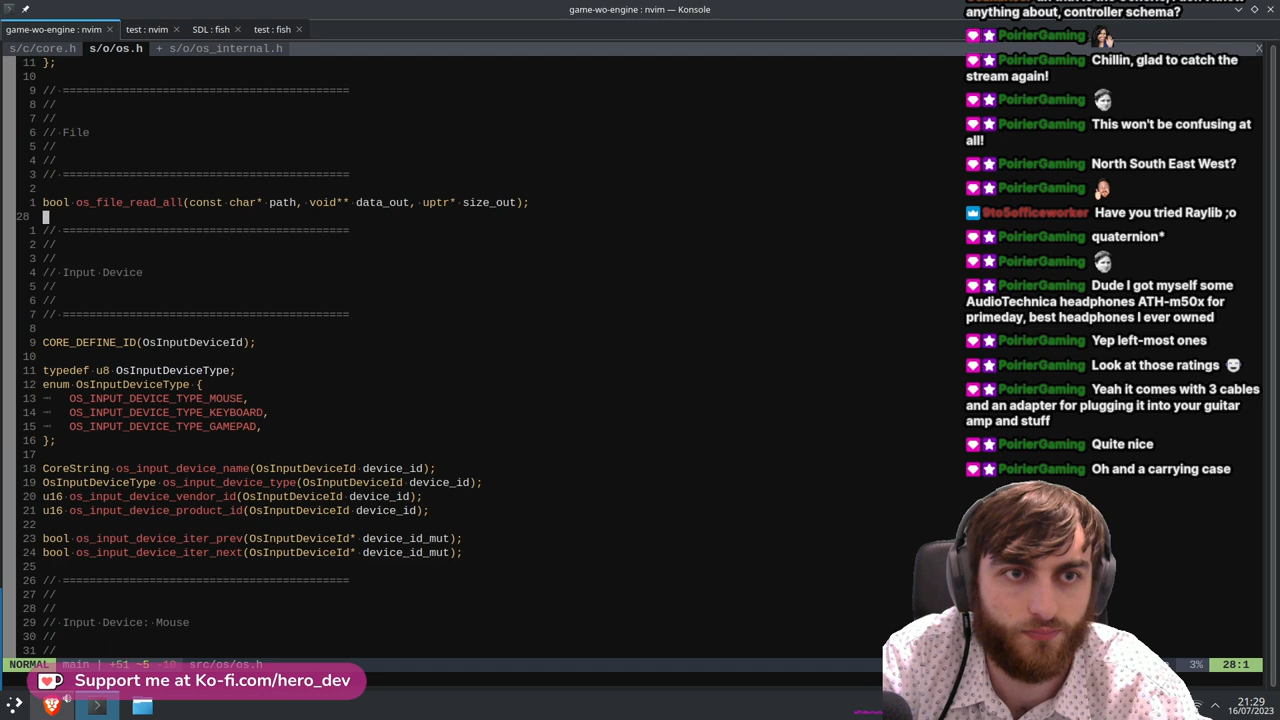 game-wo-engine : nvim — Konsole
game-wo-engine : nvim × test : nvim × SDL : fish × test : fish ×
s/c/core.h s/o/os.h + s/o/os_internal.h X
11 };
10
9 // =========================================
8 //
7 //
6 // File
5 //
4 //
3 // =========================================
2
1 bool os_file_read_all(const char* path, void** data_out, uptr* size_out);
28
1 // =========================================
2 //
3 //
4 // Input Device
5 //
6 //
7 // =========================================
8
9 CORE_DEFINE_ID(OsInputDeviceId);
10
11 typedef u8 OsInputDeviceType;
12 enum OsInputDeviceType {
13 OS_INPUT_DEVICE_TYPE_MOUSE,
14 OS_INPUT_DEVICE_TYPE_KEYBOARD,
15 OS_INPUT_DEVICE_TYPE_GAMEPAD,
16 };
17
18 CoreString os_input_device_name(OsInputDeviceId device_id);
19 OsInputDeviceType os_input_device_type(OsInputDeviceId device_id);
20 u16 os_input_device_vendor_id(OsInputDeviceId device_id);
21 u16 os_input_device_product_id(OsInputDeviceId device_id);
22
23 bool os_input_device_iter_prev(OsInputDeviceId* device_id_mut);
24 bool os_input_device_iter_next(OsInputDeviceId* device_id_mut);
25
26 // =========================================
27 //
28 //
29 // Input Device: Mouse
30 //
31 //
NORMAL main | +51 ~5 -10 src/os/os.h 3% 28:1
Support me at Ko-fi.com/hero_dev
21:29
16/07/2023
anything about, controller schema?
PoirierGaming
PoirierGaming Chillin, glad to catch the
stream again!
PoirierGaming
PoirierGaming This won't be confusing at
all!
PoirierGaming North South East West?
PoirierGaming
9to5officeworker Have you tried Raylib ;o
PoirierGaming quaternion*
PoirierGaming
PoirierGaming Dude I got myself some
AudioTechnica headphones ATH-m50x for
primeday, best headphones I ever owned
PoirierGaming Yep left-most ones
PoirierGaming Look at those ratings
PoirierGaming Yeah it comes with 3 cables
and an adapter for plugging it into your guitar
amp and stuff
PoirierGaming Quite nice
PoirierGaming Oh and a carrying case